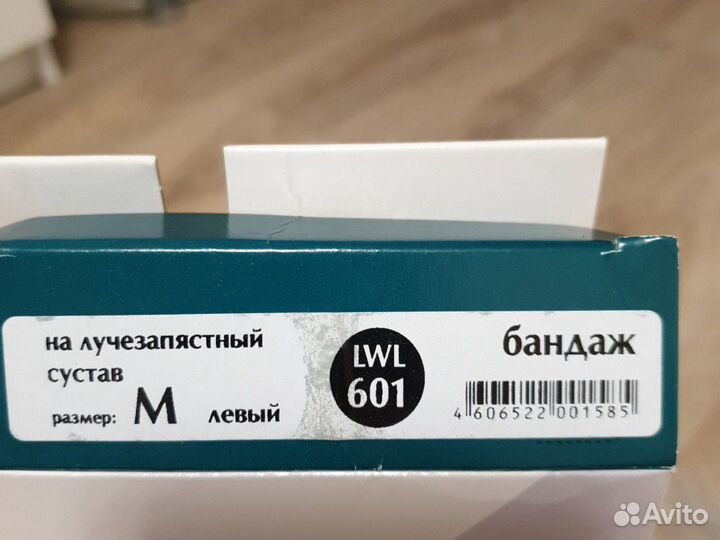 на лучезапястный
сустав
размер: M левый
LWL
601
бандаж
4 606522 001585
Avito